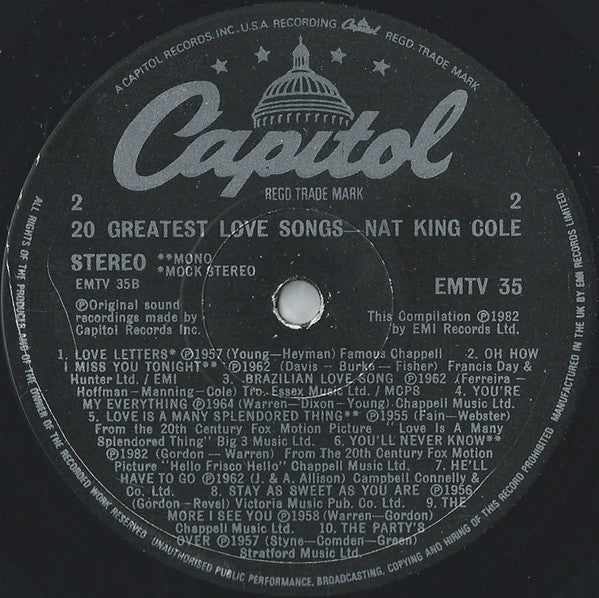 A CAPITOL RECORDS, INC., U.S.A. RECORDING Capitol REGD. TRADE MARK
Capitol
REGD TRADE MARK
2 2
20 GREATEST LOVE SONGS—NAT KING COLE
STEREO **MONO
*MOCK STEREO
EMTV 35B
EMTV 35
℗Original sound
recordings made by
Capitol Records Inc.
This Compilation ℗1982
by EMI Records Ltd.
1. LOVE LETTERS* ℗1957 (Young—Heyman) Famous Chappell 2. OH HOW
I MISS YOU TONIGHT** ℗1962 (Davis – Burke – Fisher) Francis Day &
Hunter Ltd. / EMI 3. BRAZILIAN LOVE SONG ℗1962 (Ferreira –
Hoffman-Manning-Cole) Tro. Essex Music Ltd. / MCPS 4. YOU'RE
MY EVERYTHING ℗1964 (Warren—Dixon-Young) Chappell Music Ltd.
5. LOVE IS A MANY SPLENDORED THING** ℗1955 (Fain-Webster)
From the 20th Century Fox Motion Picture "Love Is A Many
Splendored Thing" Big 3 Music Ltd. 6. YOU'LL NEVER KNOW**
℗1982 (Gordon – Warren) From The 20th Century Fox Motion
Picture "Hello Frisco Hello" Chappell Music Ltd. 7. HE'LL
HAVE TO GO ℗1962 (J. & A. Allison) Campbell Connelly &
Co. Ltd. 8. STAY AS SWEET AS YOU ARE ℗1956
(Gordon-Revel) Victoria Music Pub. Co. Ltd. 9. THE
MORE I SEE YOU ℗1958 (Warren-Gordon)
Chappell Music Ltd. 10. THE PARTY'S
OVER ℗1957 (Styne—Comden—Green)
Stratford Music Ltd.
ALL RIGHTS OF THE PRODUCER AND OF THE OWNER OF THE RECORDED WORK RESERVED UNAUTHORISED PUBLIC PERFORMANCE, BROADCASTING, COPYING AND HIRING OF THIS RECORD PROHIBITED MANUFACTURED IN THE UK BY EMI RECORDS LIMITED.